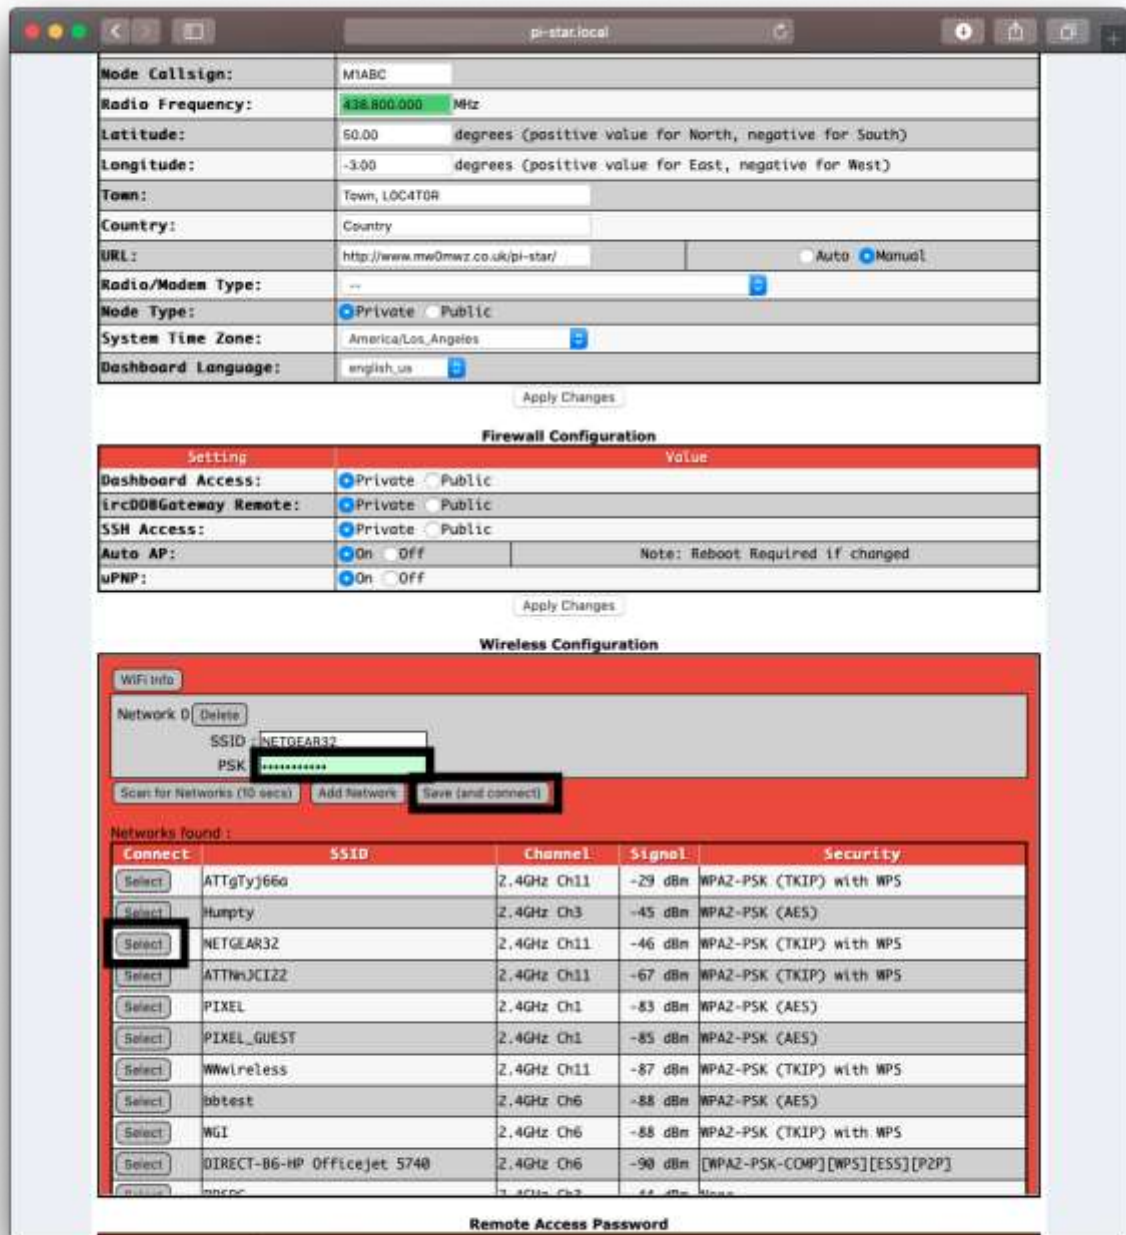 pi-star.local
Node Callsign: M1ABC
Radio Frequency: 438.800.000 MHz
Latitude: 50.00 degrees (positive value for North, negative for South)
Longitude: -3.00 degrees (positive value for East, negative for West)
Town: Town, L0C4T0R
Country: Country
URL: http://www.mw0mwz.co.uk/pi-star/ Auto Manual
Radio/Modem Type: --
Node Type: Private Public
System Time Zone: America/Los_Angeles
Dashboard Language: english_us
Apply Changes
Firewall Configuration
Setting Value
Dashboard Access: Private Public
ircDDBGateway Remote: Private Public
SSH Access: Private Public
Auto AP: On Off Note: Reboot Required if changed
uPNP: On Off
Apply Changes
Wireless Configuration
WiFi Info
Network 0 Delete
SSID : NETGEAR32
PSK •••••••••••
Scan for Networks (10 secs) Add Network Save (and connect)
Networks found :
Connect SSID Channel Signal Security
Select ATTgTyj66a 2.4GHz Ch11 -29 dBm WPA2-PSK (TKIP) with WPS
Select Humpty 2.4GHz Ch3 -45 dBm WPA2-PSK (AES)
Select NETGEAR32 2.4GHz Ch11 -46 dBm WPA2-PSK (TKIP) with WPS
Select ATTNnJCI22 2.4GHz Ch11 -67 dBm WPA2-PSK (TKIP) with WPS
Select PIXEL 2.4GHz Ch1 -83 dBm WPA2-PSK (AES)
Select PIXEL_GUEST 2.4GHz Ch1 -85 dBm WPA2-PSK (AES)
Select WWwireless 2.4GHz Ch11 -87 dBm WPA2-PSK (TKIP) with WPS
Select bbtest 2.4GHz Ch6 -88 dBm WPA2-PSK (AES)
Select WGI 2.4GHz Ch6 -88 dBm WPA2-PSK (TKIP) with WPS
Select DIRECT-B6-HP Officejet 5740 2.4GHz Ch6 -90 dBm [WPA2-PSK-CCMP][WPS][ESS][P2P]
Remote Access Password